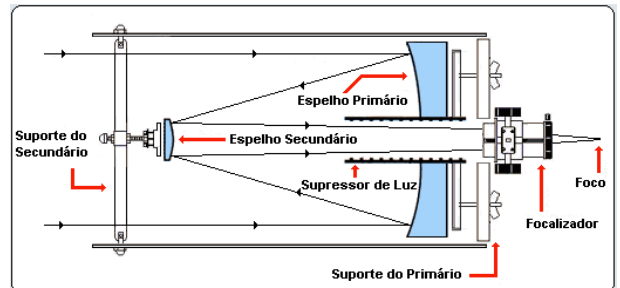 Espelho Primário
Suporte do
Secundário
Espelho Secundário
Supressor de Luz
Foco
Focalizador
Suporte do Primário